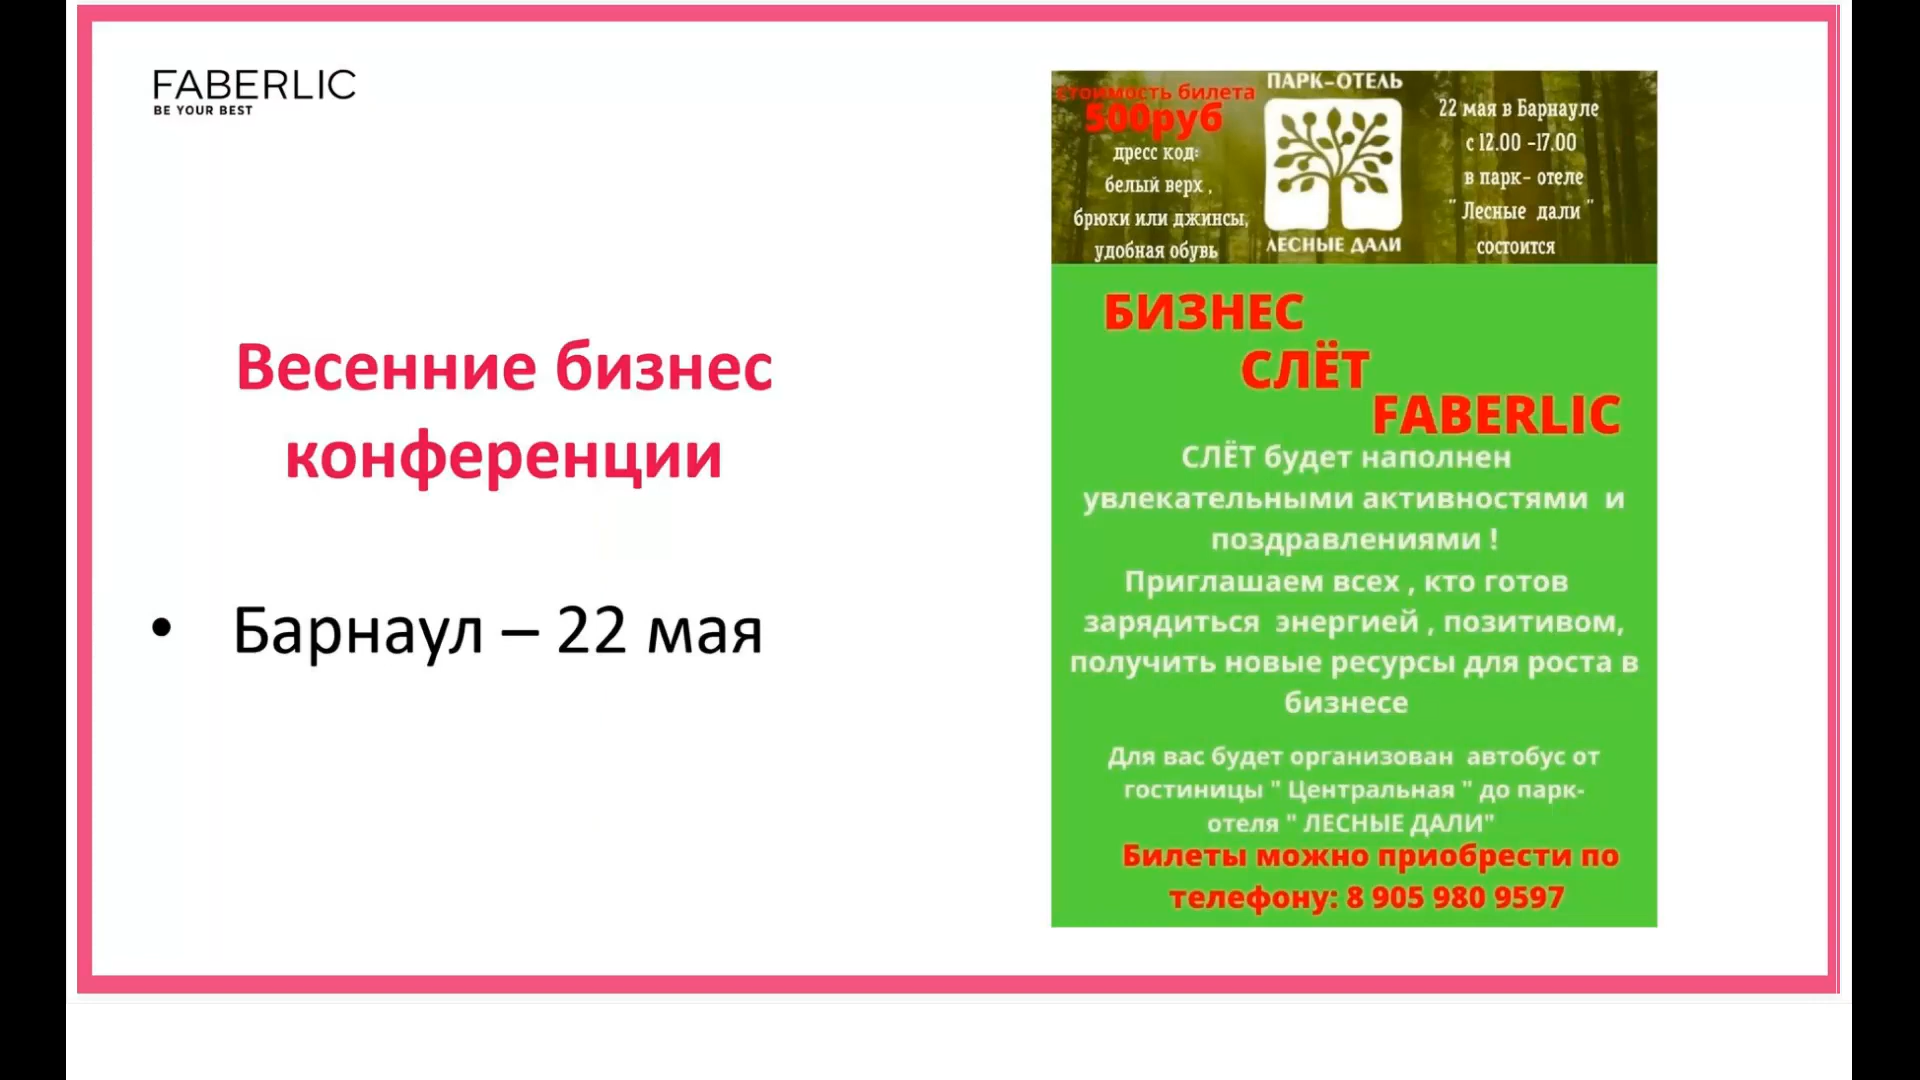 FABERLIC
BE YOUR BEST
Весенние бизнес
конференции
• Барнаул – 22 мая
стоимость билета
500руб
дресс код:
белый верх ,
брюки или джинсы,
удобная обувь
ПАРК-ОТЕЛЬ
ЛЕСНЫЕ ДАЛИ
22 мая в Барнауле
с 12.00 -17.00
в парк- отеле
" Лесные дали "
состоится
БИЗНЕС
СЛЁТ
FABERLIC
СЛЁТ будет наполнен
увлекательными активностями и
поздравлениями !
Приглашаем всех , кто готов
зарядиться энергией , позитивом,
получить новые ресурсы для роста в
бизнесе
Для вас будет организован автобус от
гостиницы " Центральная " до парк-
отеля " ЛЕСНЫЕ ДАЛИ"
Билеты можно приобрести по
телефону: 8 905 980 9597